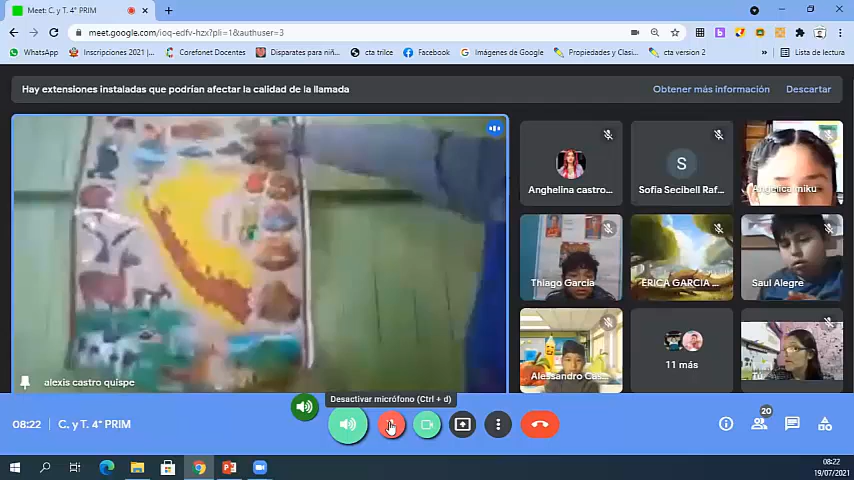 Meet: C. y T. 4° PRIM
meet.google.com/ioq-edfv-hzx?pli=1&authuser=3
WhatsApp
Inscripciones 2021 |...
Corefonet Docentes
Disparates para niñ...
cta trilce
Facebook
Imágenes de Google
Propiedades y Clasi...
cta version 2
»
Lista de lectura
Hay extensiones instaladas que podrían afectar la calidad de la llamada
Obtener más información
Descartar
Anghelina castro...
S
Sofia Secibell Raf...
Angelica miku
Thiago Garcia
ERICA GARCIA ...
Saul Alegre
alexis castro quispe
Alessandro Cas...
11 más
Tú
Desactivar micrófono (Ctrl + d)
08:22
C. y T. 4° PRIM
20
08:22
19/07/2021